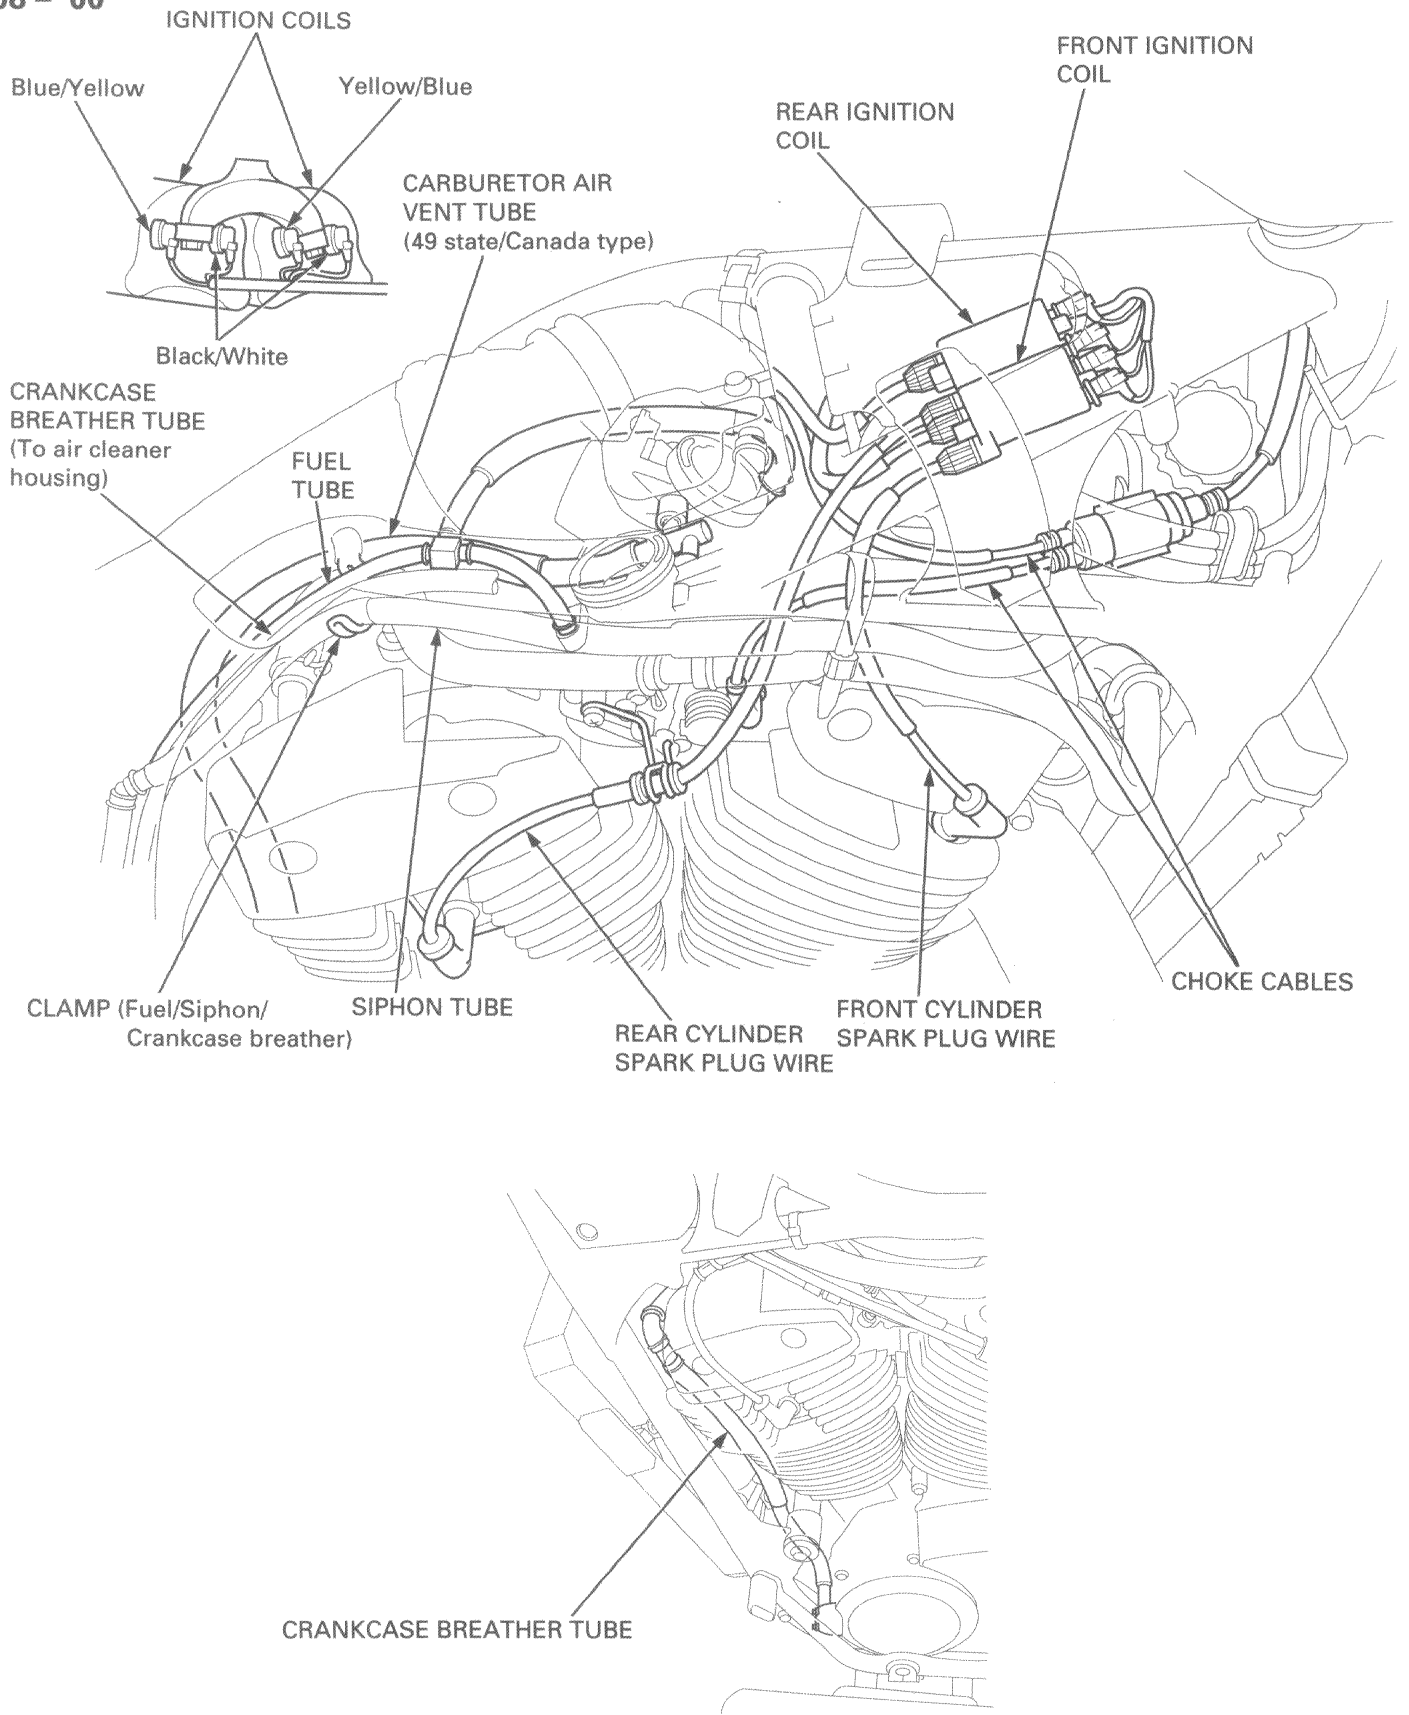 IGNITION COILS
Blue/Yellow
Yellow/Blue
FRONT IGNITION
COIL
REAR IGNITION
COIL
CARBURETOR AIR
VENT TUBE
(49 state/Canada type)
Black/White
CRANKCASE
BREATHER TUBE
(To air cleaner
housing)
FUEL
TUBE
CLAMP (Fuel/Siphon/
Crankcase breather)
SIPHON TUBE
REAR CYLINDER
SPARK PLUG WIRE
FRONT CYLINDER
SPARK PLUG WIRE
CHOKE CABLES
CRANKCASE BREATHER TUBE